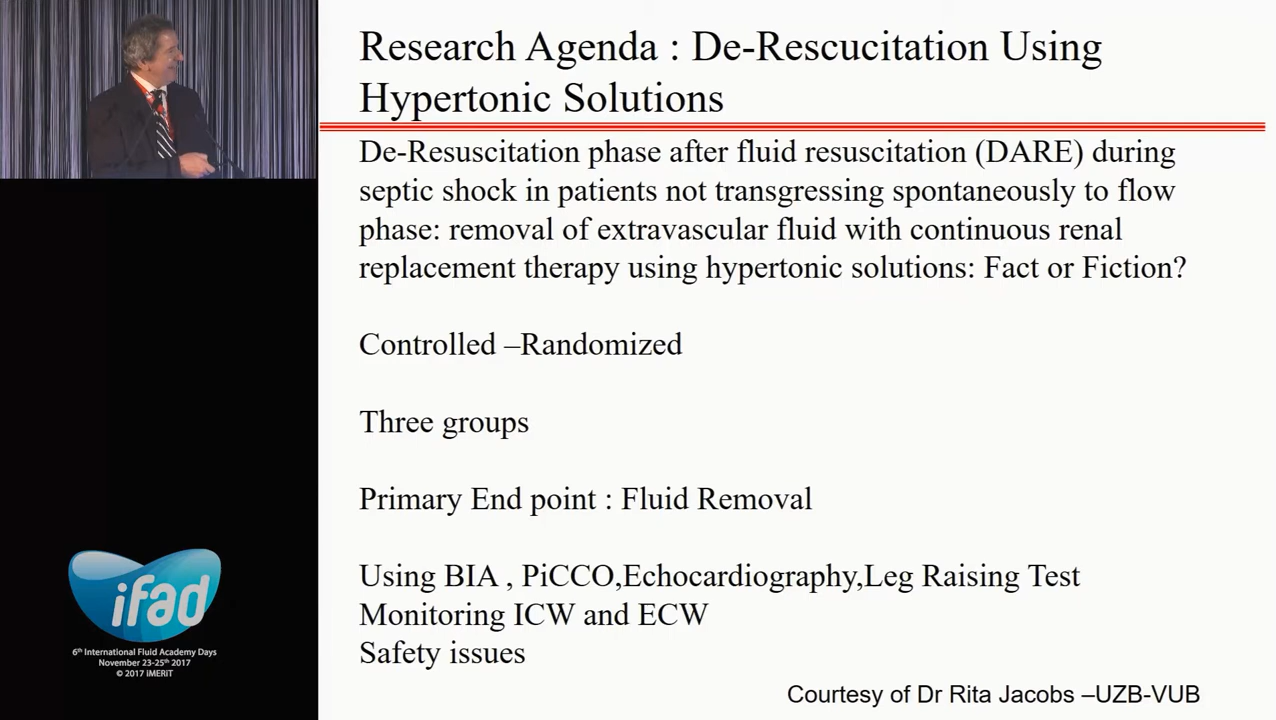 Research Agenda : De-Rescucitation Using
Hypertonic Solutions
De-Resuscitation phase after fluid resuscitation (DARE) during
septic shock in patients not transgressing spontaneously to flow
phase: removal of extravascular fluid with continuous renal
replacement therapy using hypertonic solutions: Fact or Fiction?
Controlled –Randomized
Three groups
Primary End point : Fluid Removal
Using BIA , PiCCO,Echocardiography,Leg Raising Test
Monitoring ICW and ECW
Safety issues
Courtesy of Dr Rita Jacobs –UZB-VUB
ifad
6th International Fluid Academy Days
November 23-25th 2017
© 2017 iMERiT